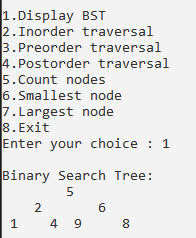 1.Display BST
2.Inorder traversal
3.Preorder traversal
4.Postorder traversal
5.Count nodes
6.Smallest node
7.Largest node
8.Exit
Enter your choice : 1

Binary Search Tree:
        5
    2       6
 1    4  9     8